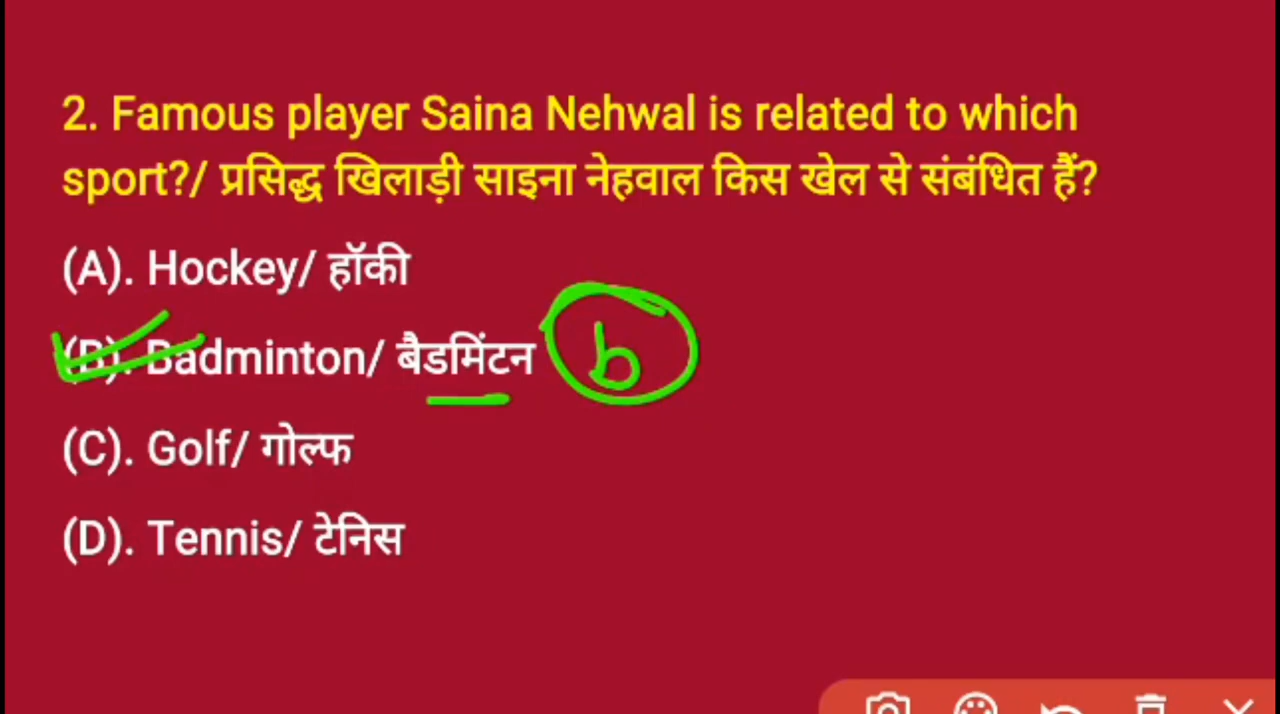 2. Famous player Saina Nehwal is related to which
sport?/ प्रसिद्ध खिलाड़ी साइना नेहवाल किस खेल से संबंधित हैं?
(A). Hockey/ हॉकी
(B). Badminton/ बैडमिंटन b
(C). Golf/ गोल्फ
(D). Tennis/ टेनिस